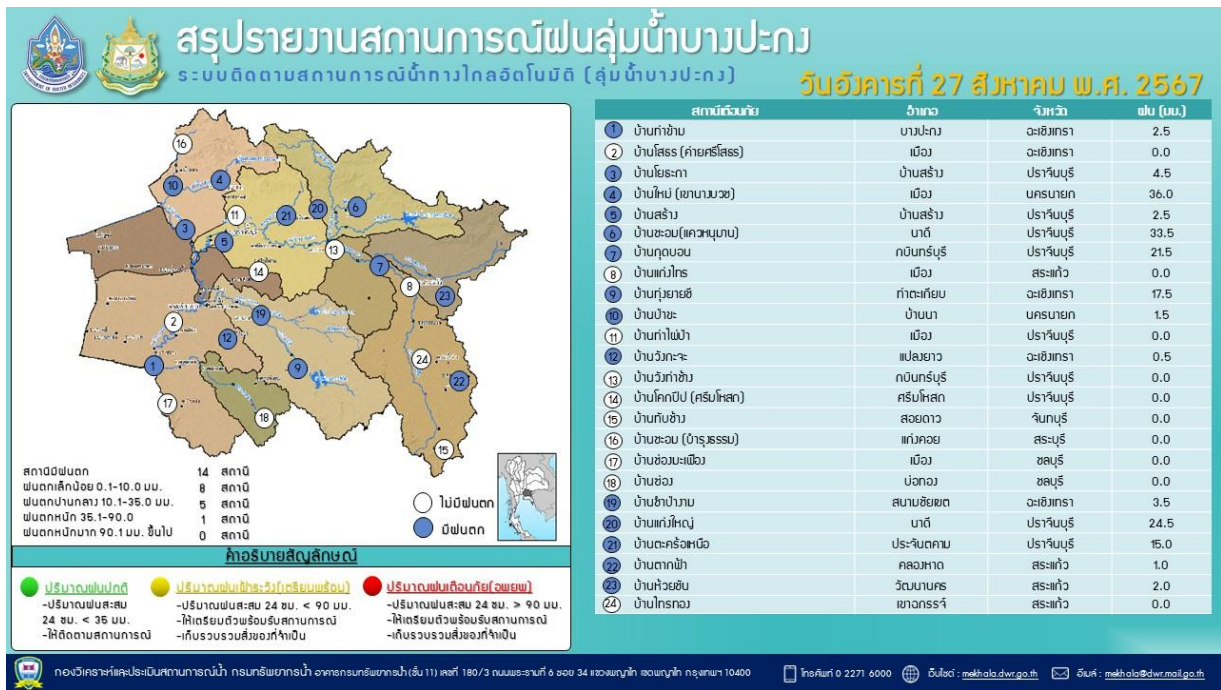 สรุปรายงานสถานการณ์ฝนลุ่มน้ำบางปะกง
ระบบติดตามสถานการณ์น้ำทางไกลอัตโนมัติ (ลุ่มน้ำบางปะกง)
วันอังคารที่ 27 สิงหาคม พ.ศ. 2567
สถานีเตือนภัย อำเภอ จังหวัด ฝน (มม.)
1 บ้านท่าข้าม บางปะกง ฉะเชิงเทรา 2.5
2 บ้านโสธร (ค่ายศรีโสธร) เมือง ฉะเชิงเทรา 0.0
3 บ้านโยธะกา บ้านสร้าง ปราจีนบุรี 4.5
4 บ้านใหม่ (เขานางบวช) เมือง นครนายก 36.0
5 บ้านสร้าง บ้านสร้าง ปราจีนบุรี 2.5
6 บ้านชะอม(แควหนุมาน) นาดี ปราจีนบุรี 33.5
7 บ้านกุดบอน กบินทร์บุรี ปราจีนบุรี 21.5
8 บ้านแก่งไทร เมือง สระแก้ว 0.0
9 บ้านทุ่งยายชี ท่าตะเกียบ ฉะเชิงเทรา 17.5
10 บ้านป่าขะ บ้านนา นครนายก 1.5
11 บ้านท่าไผ่ป่า เมือง ปราจีนบุรี 0.0
12 บ้านวังกะจะ แปลงยาว ฉะเชิงเทรา 0.5
13 บ้านวังท่าช้าง กบินทร์บุรี ปราจีนบุรี 0.0
14 บ้านโคกปีป (ศรีมโหสถ) ศรีมโหสถ ปราจีนบุรี 0.0
15 บ้านทับช้าง สอยดาว จันทบุรี 0.0
16 บ้านชะอม (บำรุงธรรม) แก่งคอย สระบุรี 0.0
17 บ้านช่องมะเฟือง เมือง ชลบุรี 0.0
18 บ้านช่อง บ่อทอง ชลบุรี 0.0
19 บ้านชำป่างาม สนามชัยเขต ฉะเชิงเทรา 3.5
20 บ้านแก่งใหญ่ นาดี ปราจีนบุรี 24.5
21 บ้านตะคร้อเหนือ ประจันตคาม ปราจีนบุรี 15.0
22 บ้านตากฟ้า คลองหาด สระแก้ว 1.0
23 บ้านห้วยชัน วัฒนานคร สระแก้ว 2.0
24 บ้านไทรทอง เขาฉกรรจ์ สระแก้ว 0.0
สถานีมีฝนตก 14 สถานี
ฝนตกเล็กน้อย 0.1-10.0 มม. 8 สถานี
ฝนตกปานกลาง 10.1-35.0 มม. 5 สถานี
ฝนตกหนัก 35.1-90.0 1 สถานี
ฝนตกหนักมาก 90.1 มม. ขึ้นไป 0 สถานี
ไม่มีฝนตก
มีฝนตก
คำอธิบายสัญลักษณ์
ปริมาณฝนปกติ
-ปริมาณฝนสะสม
24 ชม. < 35 มม.
-ให้ติดตามสถานการณ์
ปริมาณฝนเฝ้าระวัง(เตรียมพร้อม)
-ปริมาณฝนสะสม 24 ชม. < 90 มม.
-ให้เตรียมตัวพร้อมรับสถานการณ์
-เก็บรวบรวมสิ่งของที่จำเป็น
ปริมาณฝนเตือนภัย(อพยพ)
-ปริมาณฝนสะสม 24 ชม. > 90 มม.
-ให้เตรียมตัวพร้อมรับสถานการณ์
-เก็บรวบรวมสิ่งของที่จำเป็น
กองวิเคราะห์และประเมินสถานการณ์น้ำ กรมทรัพยากรน้ำ อาคารกรมทรัพยากรน้ำ (ชั้น 11) เลขที่ 180/3 ถนนพระรามที่ 6 ซอย 34 แขวงพญาไท เขตพญาไท กรุงเทพฯ 10400 โทรศัพท์ 0 2271 6000 เว็บไซต์ : mekhala.dwr.go.th อีเมล์ : mekhala@dwr.mail.go.th